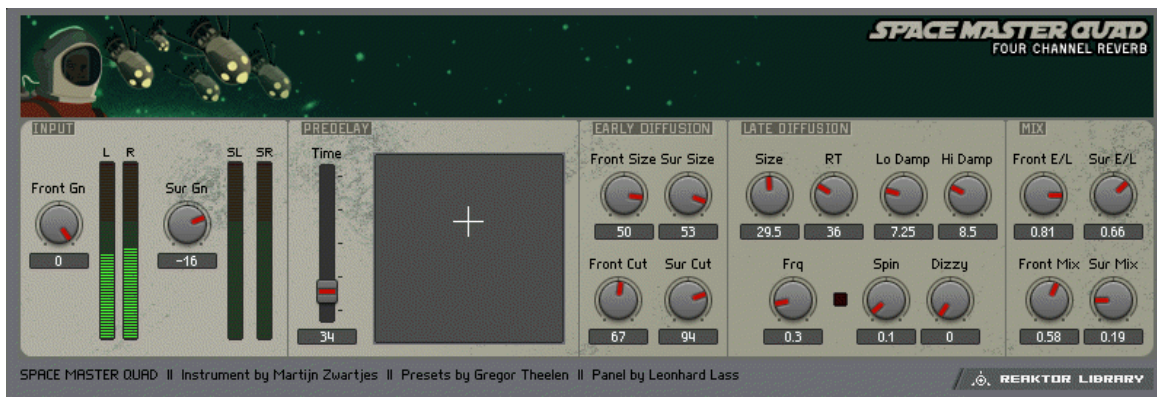 SPACE MASTER QUAD
FOUR CHANNEL REVERB
INPUT
PREDELAY
EARLY DIFFUSION
LATE DIFFUSION
MIX
L R SL SR
Time
Front Size Sur Size
Size RT Lo Damp Hi Damp
Front E/L Sur E/L
Front Gn Sur Gn
50 53 29.5 36 7.25 8.5 0.81 0.66
0 -16
Front Cut Sur Cut
Frq Spin Dizzy
Front Mix Sur Mix
34 67 94 0.3 0.1 0 0.58 0.19
SPACE MASTER QUAD II Instrument by Martijn Zwartjes II Presets by Gregor Theelen II Panel by Leonhard Lass
REAKTOR LIBRARY